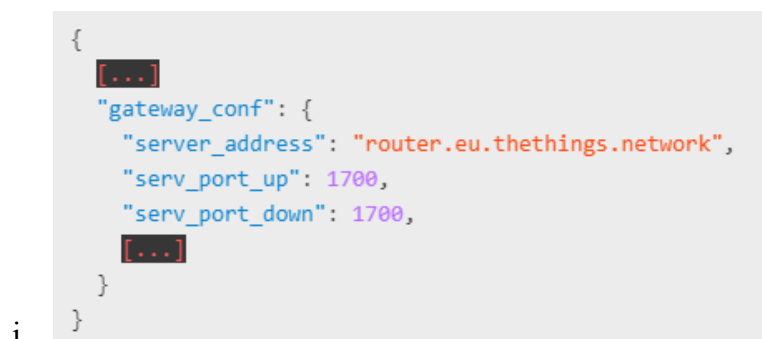 {
[...]
"gateway_conf": {
"server_address": "router.eu.thethings.network",
"serv_port_up": 1700,
"serv_port_down": 1700,
[...]
}
}
i